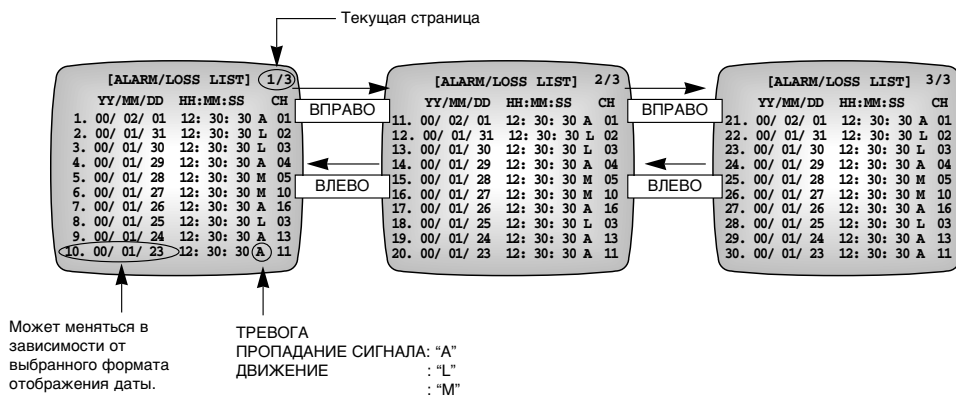 Текущая страница
[ALARM/LOSS LIST] 1/3
YY/MM/DD HH:MM:SS CH
1. 00/ 02/ 01 12: 30: 30 A 01
2. 00/ 01/ 31 12: 30: 30 L 02
3. 00/ 01/ 30 12: 30: 30 L 03
4. 00/ 01/ 29 12: 30: 30 A 04
5. 00/ 01/ 28 12: 30: 30 M 05
6. 00/ 01/ 27 12: 30: 30 M 10
7. 00/ 01/ 26 12: 30: 30 A 16
8. 00/ 01/ 25 12: 30: 30 L 03
9. 00/ 01/ 24 12: 30: 30 A 13
10. 00/ 01/ 23 12: 30: 30 A 11
ВПРАВО
ВЛЕВО
[ALARM/LOSS LIST] 2/3
YY/MM/DD HH:MM:SS CH
11. 00/ 02/ 01 12: 30: 30 A 01
12. 00/ 01/ 31 12: 30: 30 L 02
13. 00/ 01/ 30 12: 30: 30 L 03
14. 00/ 01/ 29 12: 30: 30 A 04
15. 00/ 01/ 28 12: 30: 30 M 05
16. 00/ 01/ 27 12: 30: 30 M 10
17. 00/ 01/ 26 12: 30: 30 A 16
18. 00/ 01/ 25 12: 30: 30 L 03
19. 00/ 01/ 24 12: 30: 30 A 13
20. 00/ 01/ 23 12: 30: 30 A 11
ВПРАВО
ВЛЕВО
[ALARM/LOSS LIST] 3/3
YY/MM/DD HH:MM:SS CH
21. 00/ 02/ 01 12: 30: 30 A 01
22. 00/ 01/ 31 12: 30: 30 L 02
23. 00/ 01/ 30 12: 30: 30 L 03
24. 00/ 01/ 29 12: 30: 30 A 04
25. 00/ 01/ 28 12: 30: 30 M 05
26. 00/ 01/ 27 12: 30: 30 M 10
27. 00/ 01/ 26 12: 30: 30 A 16
28. 00/ 01/ 25 12: 30: 30 L 03
29. 00/ 01/ 24 12: 30: 30 A 13
30. 00/ 01/ 23 12: 30: 30 A 11
Может меняться в
зависимости от
выбранного формата
отображения даты.
ТРЕВОГА
ПРОПАДАНИЕ СИГНАЛА: “A”
ДВИЖЕНИЕ : “L”
: “M”